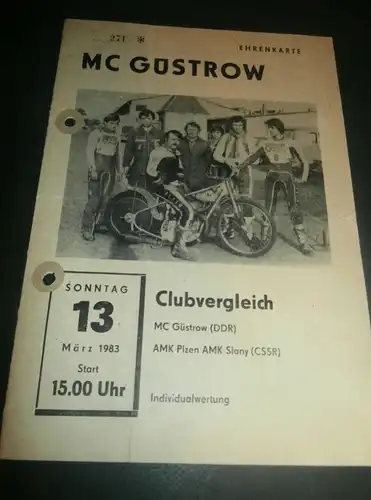 271 *
EHRENKARTE
MC GÜSTROW
SONNTAG
13
März 1983
Start
15.00 Uhr
Clubvergleich
MC Güstrow (DDR)
AMK Plzen AMK Slany (CSSR)
Individualwertung